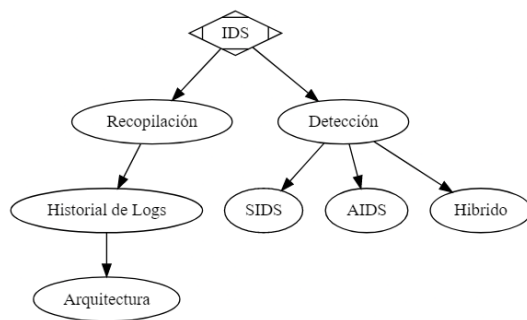 IDS
Recopilación
Detección
Historial de Logs
SIDS
AIDS
Hibrido
Arquitectura